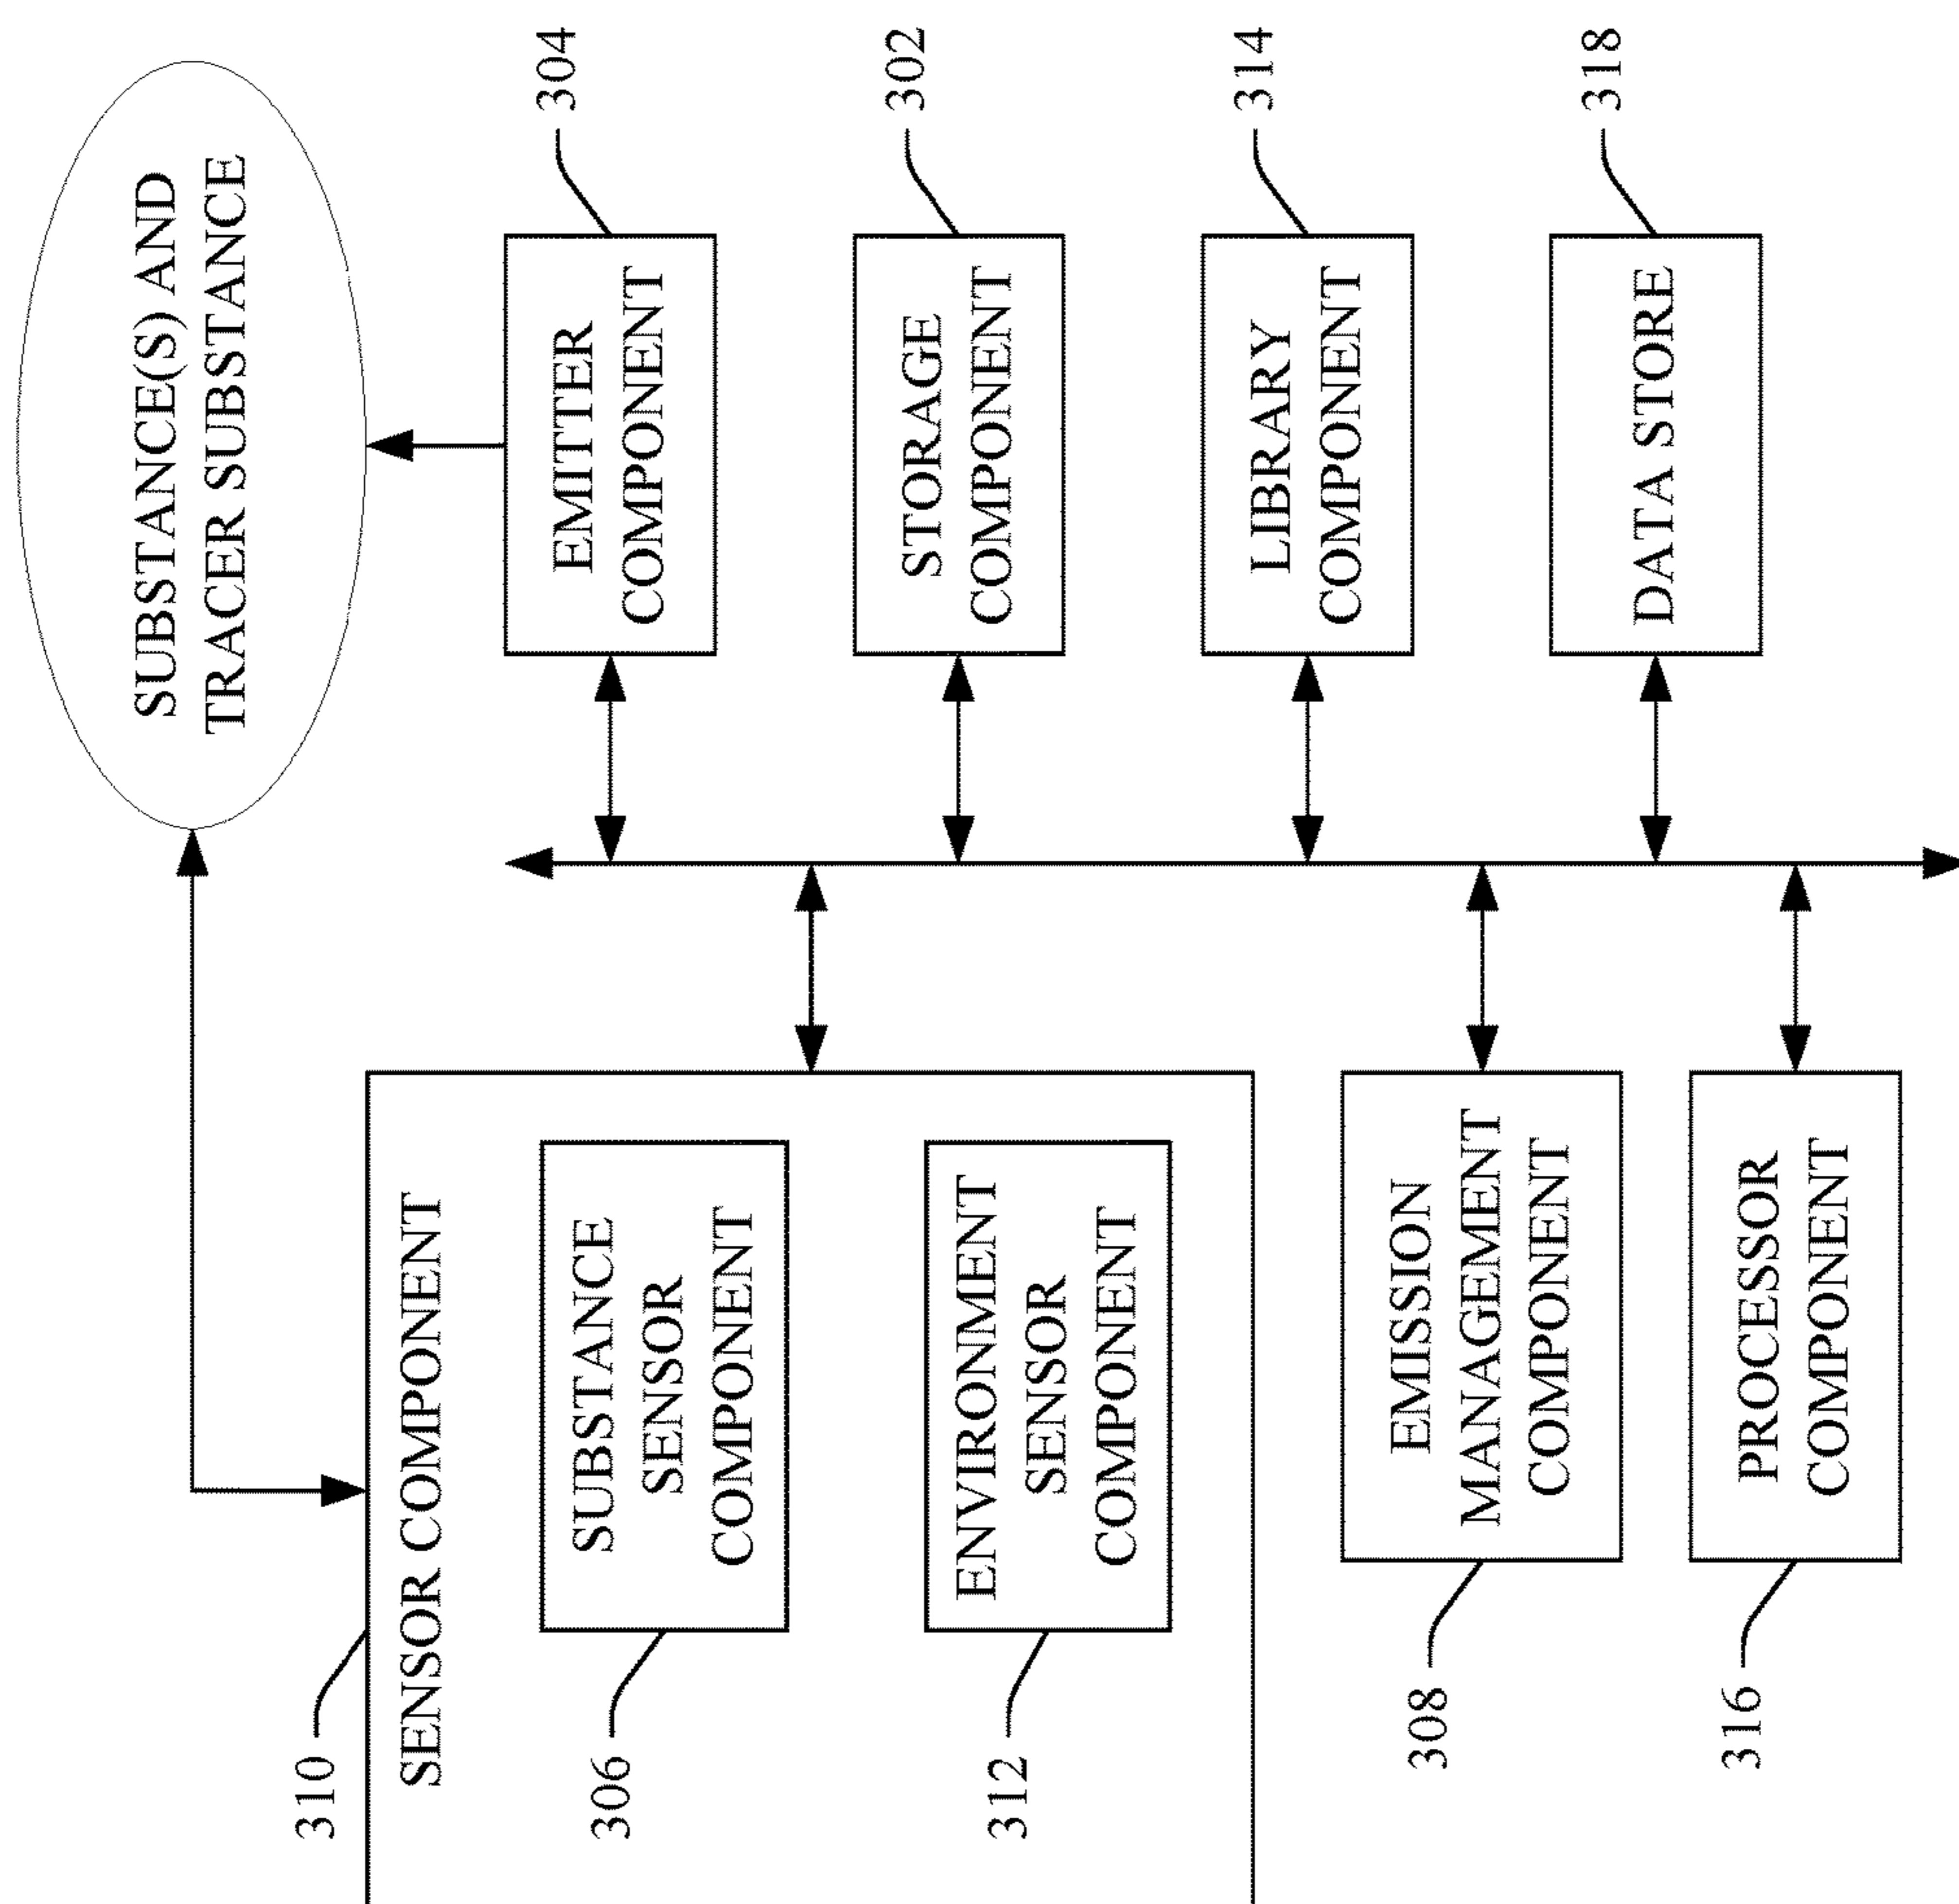 310
SENSOR COMPONENT
306
SUBSTANCE
SENSOR
COMPONENT
312
ENVIRONMENT
SENSOR
COMPONENT
308
EMISSION
MANAGEMENT
COMPONENT
316
PROCESSOR
COMPONENT
SUBSTANCE(S) AND
TRACER SUBSTANCE
304
EMITTER
COMPONENT
302
STORAGE
COMPONENT
314
LIBRARY
COMPONENT
318
DATA STORE